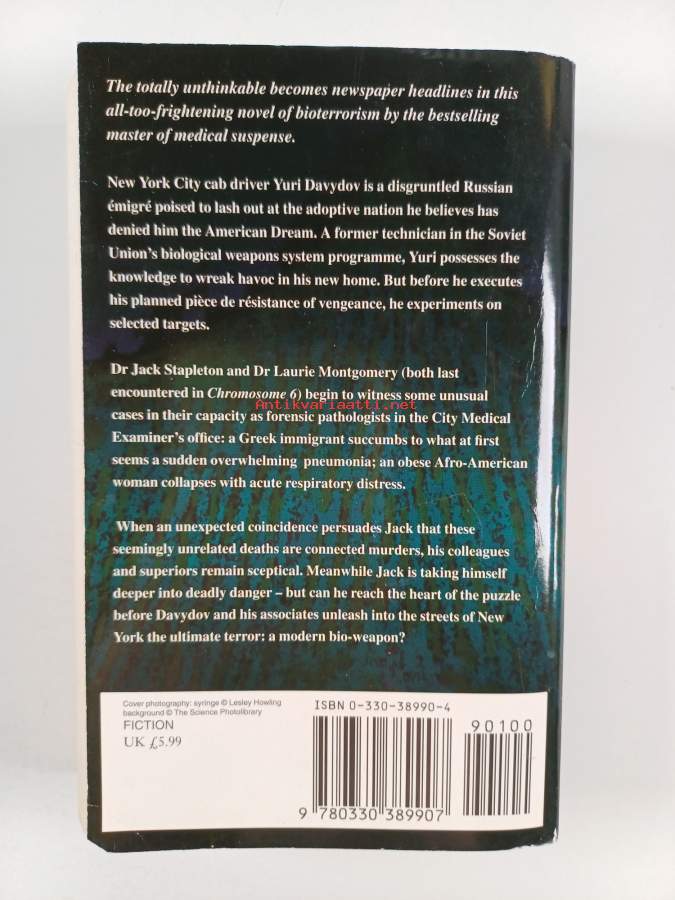 The totally unthinkable becomes newspaper headlines in this
all-too-frightening novel of bioterrorism by the bestselling
master of medical suspense.
New York City cab driver Yuri Davydov is a disgruntled Russian
émigré poised to lash out at the adoptive nation he believes has
denied him the American Dream. A former technician in the Soviet
Union's biological weapons system programme, Yuri possesses the
knowledge to wreak havoc in his new home. But before he executes
his planned pièce de résistance of vengeance, he experiments on
selected targets.
Dr Jack Stapleton and Dr Laurie Montgomery (both last
encountered in Chromosome 6) begin to witness some unusual
Antikvariaatti.net
cases in their capacity as forensic pathologists in the City Medical
Examiner's office: a Greek immigrant succumbs to what at first
seems a sudden overwhelming pneumonia; an obese Afro-American
woman collapses with acute respiratory distress.
When an unexpected coincidence persuades Jack that these
seemingly unrelated deaths are connected murders, his colleagues
and superiors remain sceptical. Meanwhile Jack is taking himself
deeper into deadly danger – but can he reach the heart of the puzzle
before Davydov and his associates unleash into the streets of New
York the ultimate terror: a modern bio-weapon?
Cover photography: syringe © Lesley Howling
background © The Science Photolibrary
FICTION
UK £5.99
ISBN 0-330-38990-4
90100
9 780330 389907